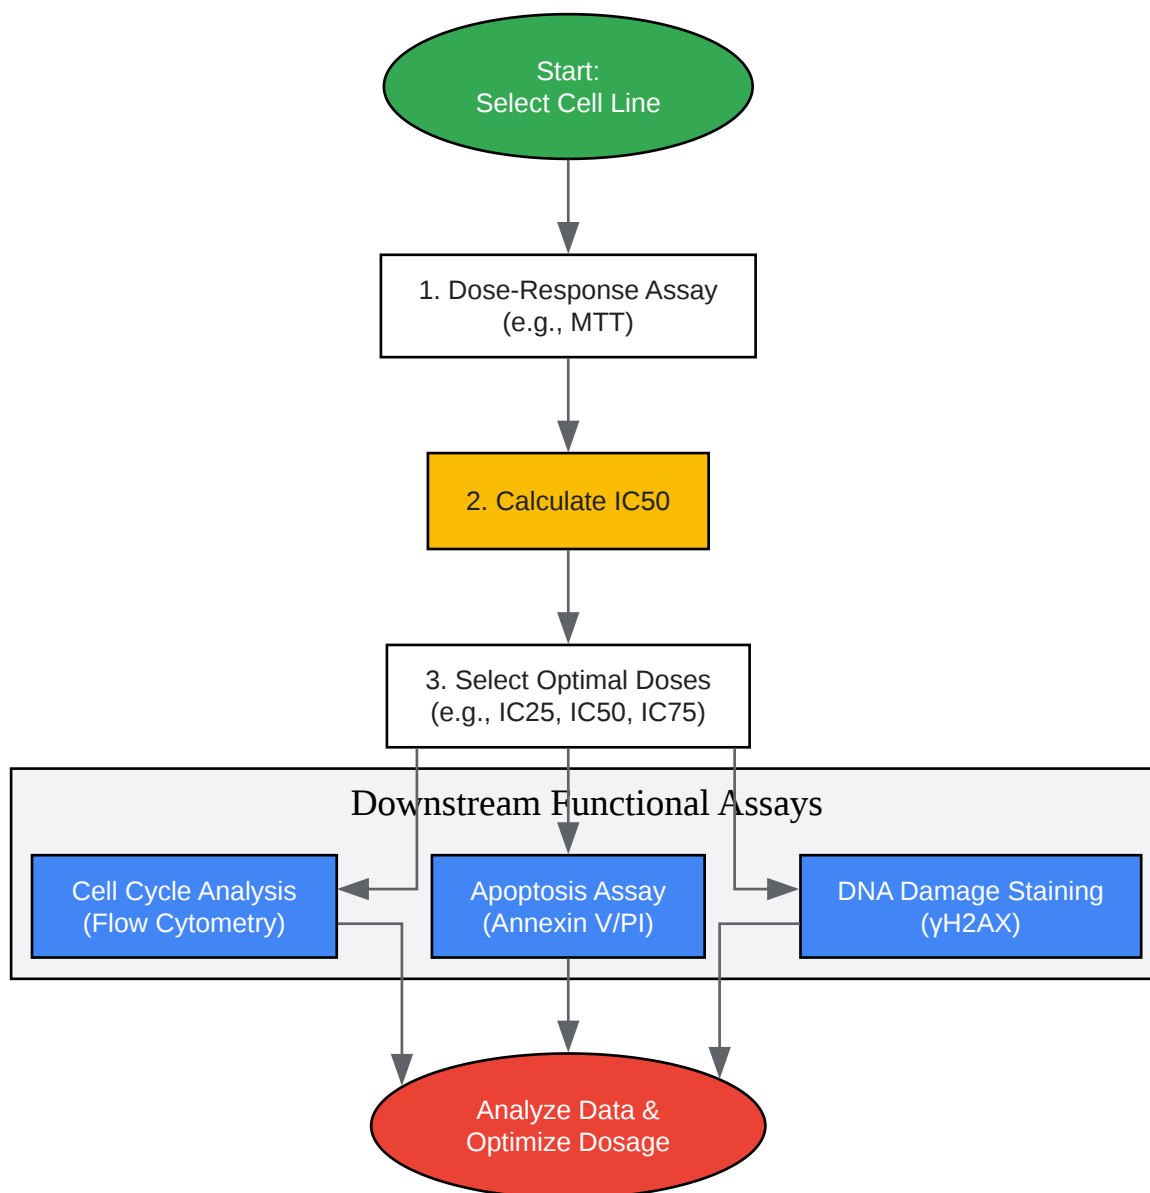 Start:
Select Cell Line
1. Dose-Response Assay
(e.g., MTT)
2. Calculate IC50
3. Select Optimal Doses
(e.g., IC25, IC50, IC75)
Downstream Functional Assays
Cell Cycle Analysis
(Flow Cytometry)
Apoptosis Assay
(Annexin V/PI)
DNA Damage Staining
(γH2AX)
Analyze Data &
Optimize Dosage